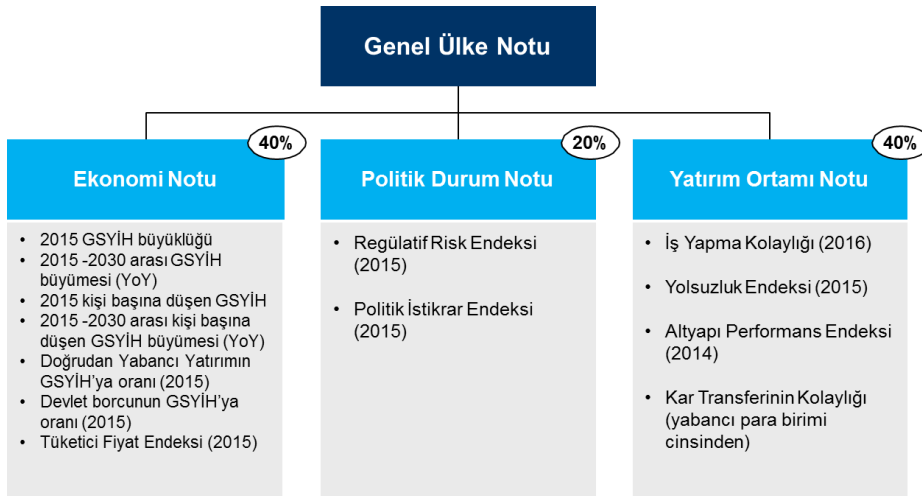 Genel Ülke Notu
40%
Ekonomi Notu
• 2015 GSYİH büyüklüğü
• 2015 -2030 arası GSYİH
büyümesi (YoY)
• 2015 kişi başına düşen GSYİH
• 2015 -2030 arası kişi başına
düşen GSYİH büyümesi (YoY)
• Doğrudan Yabancı Yatırımın
GSYİH'ya oranı (2015)
• Devlet borcunun GSYİH'ya
oranı (2015)
• Tüketici Fiyat Endeksi (2015)
20%
Politik Durum Notu
• Regülatif Risk Endeksi
(2015)
• Politik İstikrar Endeksi
(2015)
40%
Yatırım Ortamı Notu
• İş Yapma Kolaylığı (2016)
• Yolsuzluk Endeksi (2015)
• Altyapı Performans Endeksi
(2014)
• Kar Transferinin Kolaylığı
(yabancı para birimi
cinsinden)